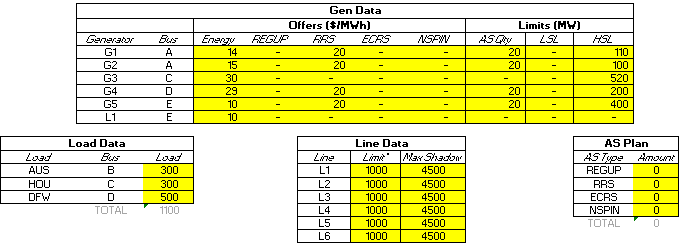 Gen Data
Offers ($/MWh) Limits (MW)
Generator Bus Energy REGUP RRS ECRS NSPIN AS Qty LSL HSL
G1 A 14 - 20 - - 20 - 110
G2 A 15 - 20 - - 20 - 100
G3 C 30 - - - - - - 520
G4 D 29 - 20 - - 20 - 200
G5 E 10 - 20 - - 20 - 400
L1 E 10 - - - - - -
Load Data
Load Bus Load
AUS B 300
HOU C 300
DFW D 500
TOTAL 1100
Line Data
Line Limit* Max Shadow
L1 1000 4500
L2 1000 4500
L3 1000 4500
L4 1000 4500
L5 1000 4500
L6 1000 4500
AS Plan
AS Type Amount
REGUP 0
RRS 0
ECRS 0
NSPIN 0
TOTAL 0